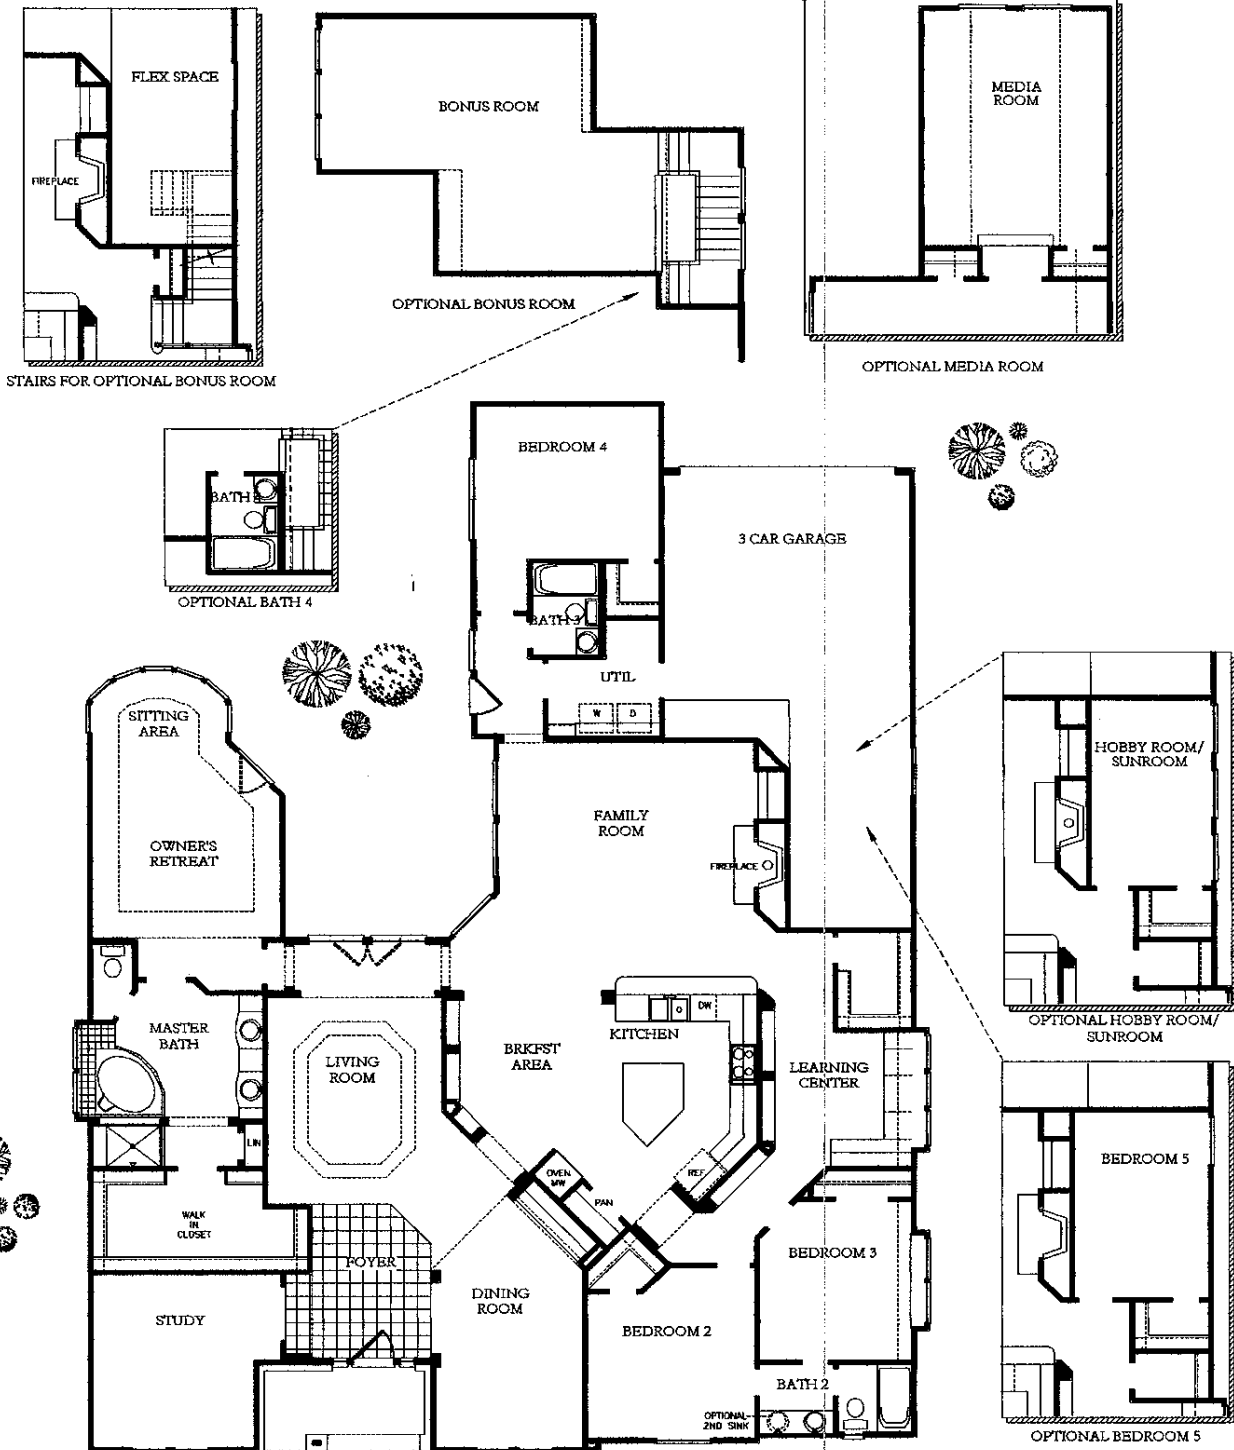 FLEX SPACE
FIREPLACE
STAIRS FOR OPTIONAL BONUS ROOM
BONUS ROOM
OPTIONAL BONUS ROOM
MEDIA
ROOM
OPTIONAL MEDIA ROOM
BATH
OPTIONAL BATH 4
BEDROOM 4
3 CAR GARAGE
BATH 3
UTIL
W
D
SITTING
AREA
OWNER'S
RETREAT
FAMILY
ROOM
FIREPLACE
HOBBY ROOM/
SUNROOM
OPTIONAL HOBBY ROOM/
SUNROOM
MASTER
BATH
LIVING
ROOM
BRKFST
AREA
KITCHEN
DW
LEARNING
CENTER
LIN
OVEN
MW
REF.
PAN
WALK
IN
CLOSET
FOYER
DINING
ROOM
STUDY
BEDROOM 2
BEDROOM 3
BATH 2
OPTIONAL
2ND SINK
BEDROOM 5
OPTIONAL BEDROOM 5